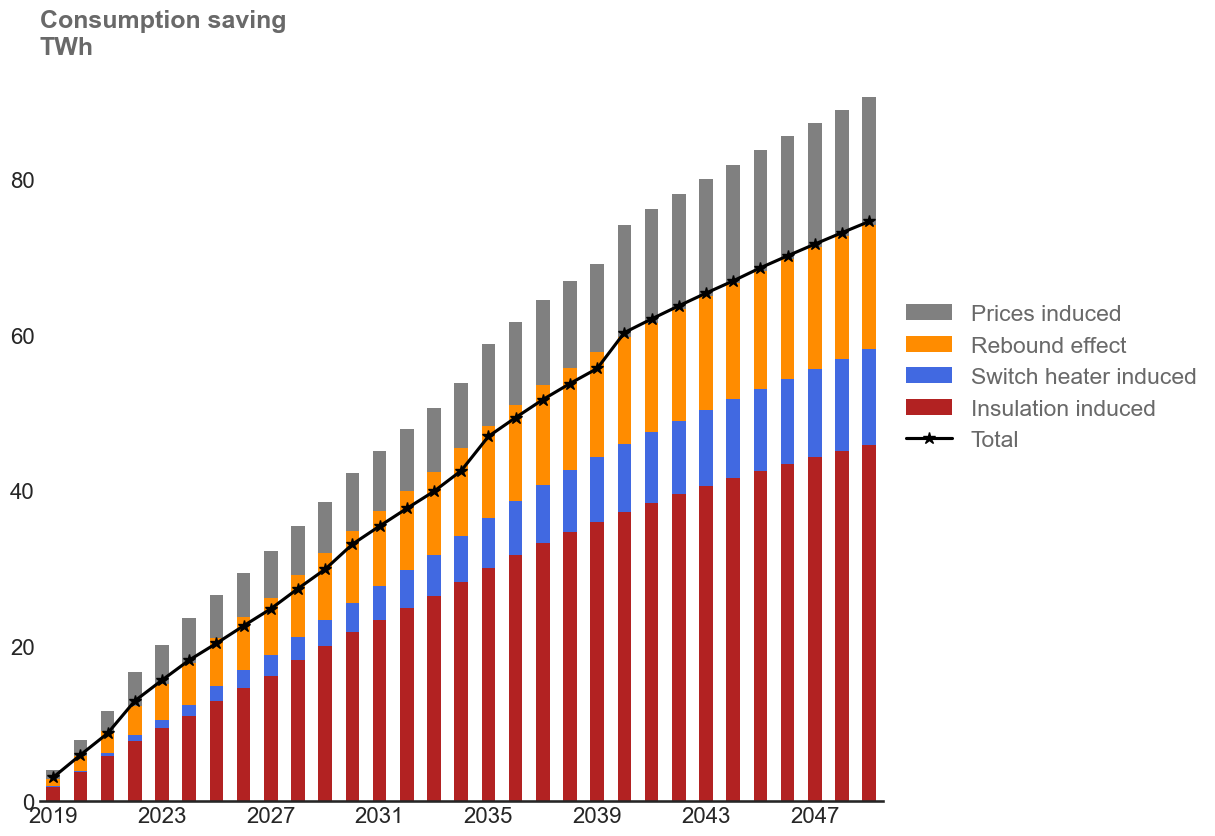 Consumption saving
TWh
80
60
40
20
0
2019 2023 2027 2031 2035 2039 2043 2047
Prices induced
Rebound effect
Switch heater induced
Insulation induced
Total